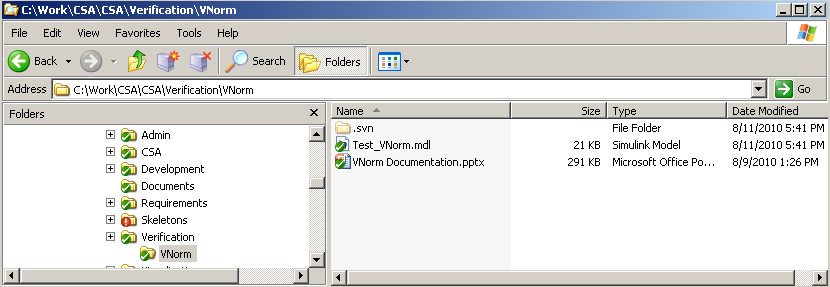 C:\Work\CSA\CSA\Verification\VNorm
File Edit View Favorites Tools Help
Back Search Folders
Address C:\Work\CSA\CSA\Verification\VNorm Go
Folders x
Name Size Type Date Modified
.svn File Folder 8/11/2010 5:41 PM
Test_VNorm.mdl 21 KB Simulink Model 8/11/2010 5:41 PM
VNorm Documentation.pptx 291 KB Microsoft Office Po... 8/9/2010 1:26 PM
Admin
CSA
Development
Documents
Requirements
Skeletons
Verification
VNorm